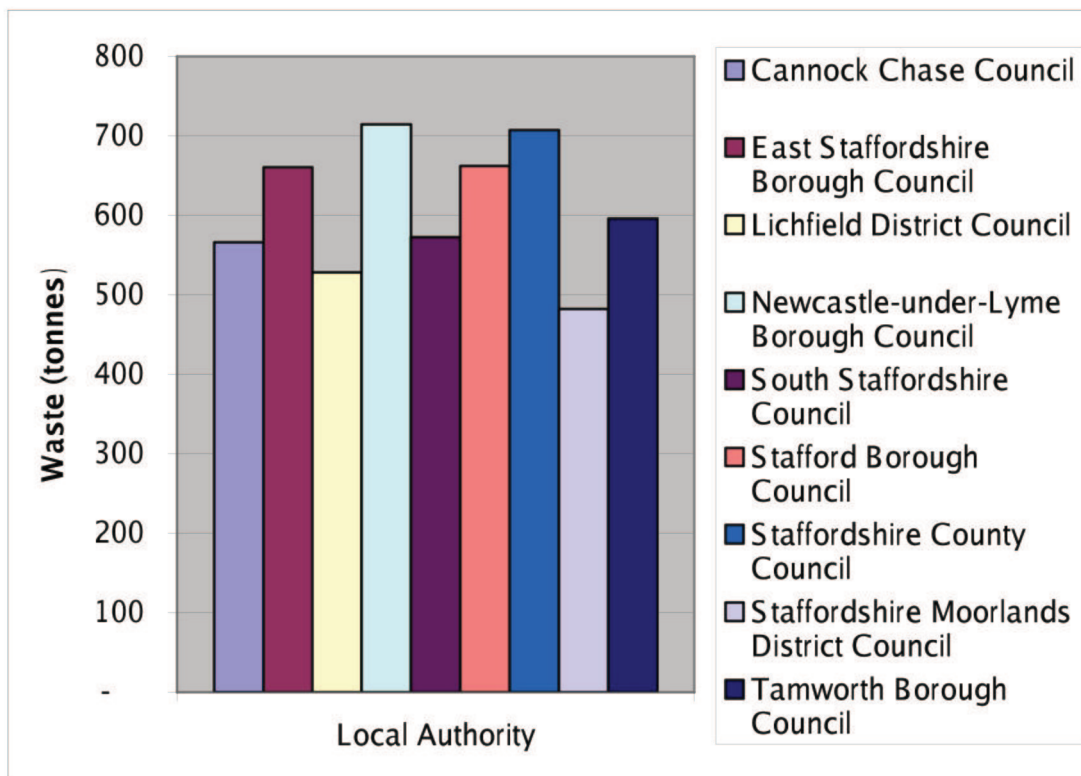 800
700
600
500
400
300
200
100
-
Waste (tonnes)
Local Authority
Cannock Chase Council
East Staffordshire
Borough Council
Lichfield District Council
Newcastle-under-Lyme
Borough Council
South Staffordshire
Council
Stafford Borough
Council
Staffordshire County
Council
Staffordshire Moorlands
District Council
Tamworth Borough
Council